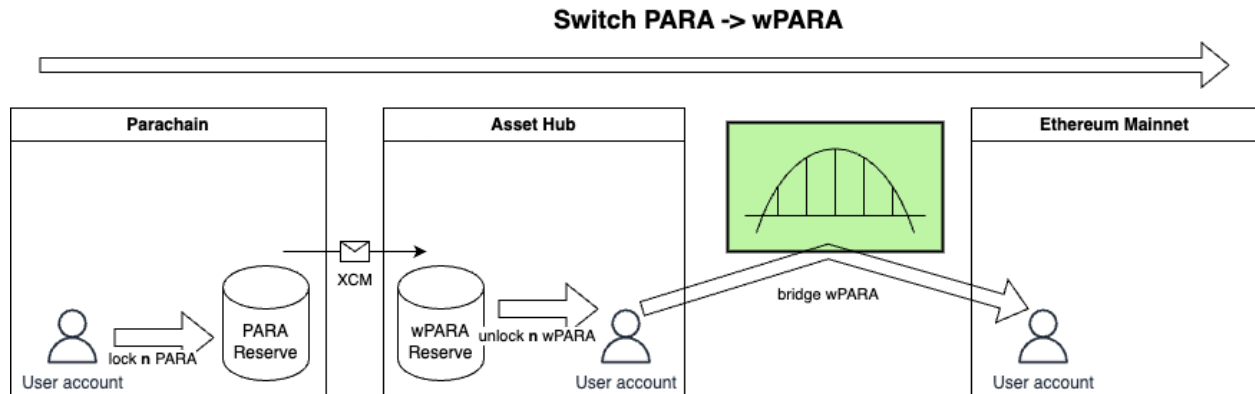 Switch PARA -> wPARA
Parachain
Asset Hub
Ethereum Mainnet
XCM
PARA
Reserve
wPARA
Reserve
lock n PARA
unlock n wPARA
bridge wPARA
User account
User account
User account